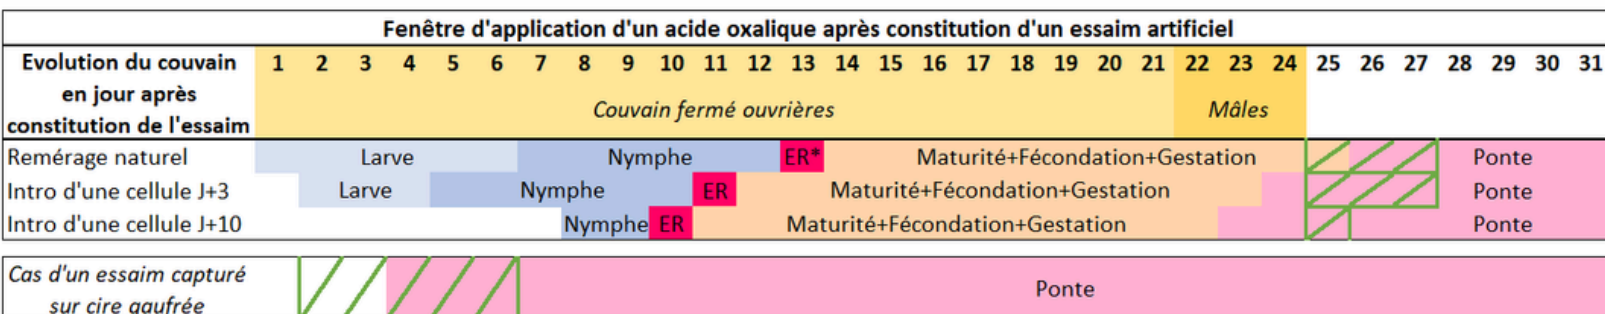 Fenêtre d'application d'un acide oxalique après constitution d'un essaim artificiel
Evolution du couvain
en jour après
constitution de l'essaim
1 2 3 4 5 6 7 8 9 10 11 12 13 14 15 16 17 18 19 20 21 22 23 24 25 26 27 28 29 30 31
Couvain fermé ouvrières Mâles
Remérage naturel Larve Nymphe ER* Maturité+Fécondation+Gestation Ponte
Intro d'une cellule J+3 Larve Nymphe ER Maturité+Fécondation+Gestation Ponte
Intro d'une cellule J+10 Nymphe ER Maturité+Fécondation+Gestation Ponte
Cas d'un essaim capturé
sur cire gaufrée
Ponte